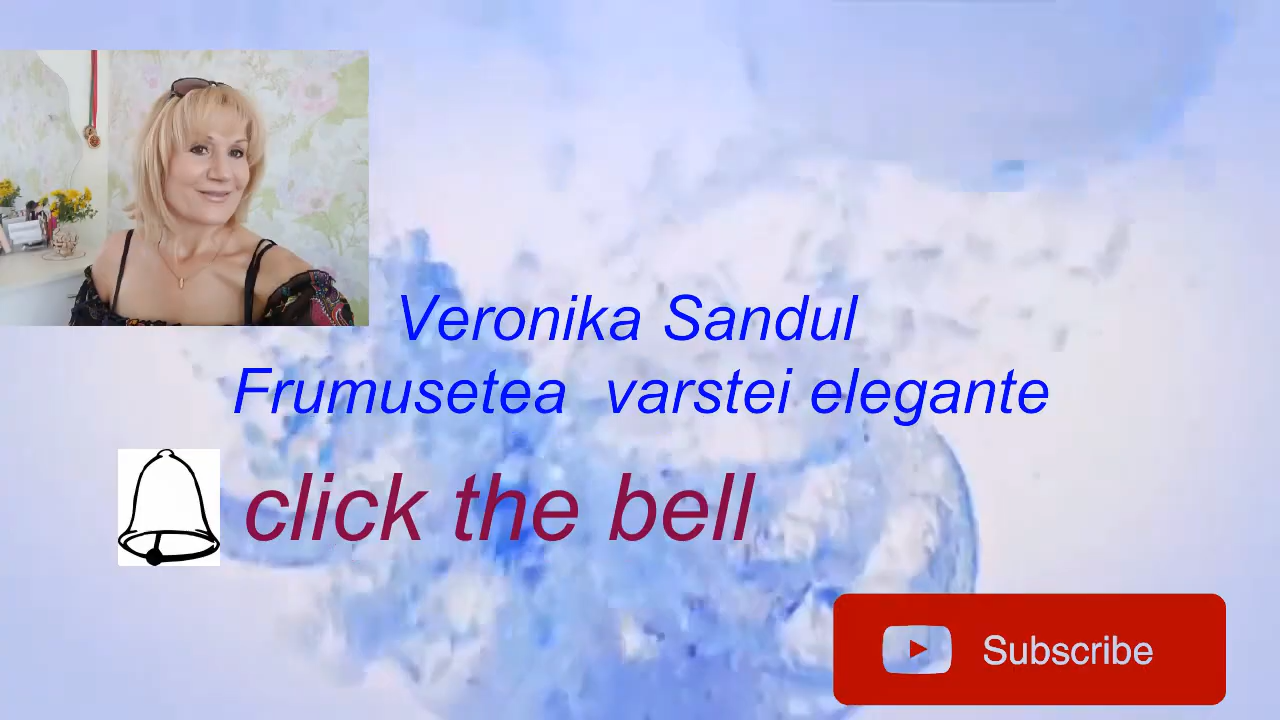 Veronika Sandul
Frumusetea varstei elegante
click the bell
Subscribe